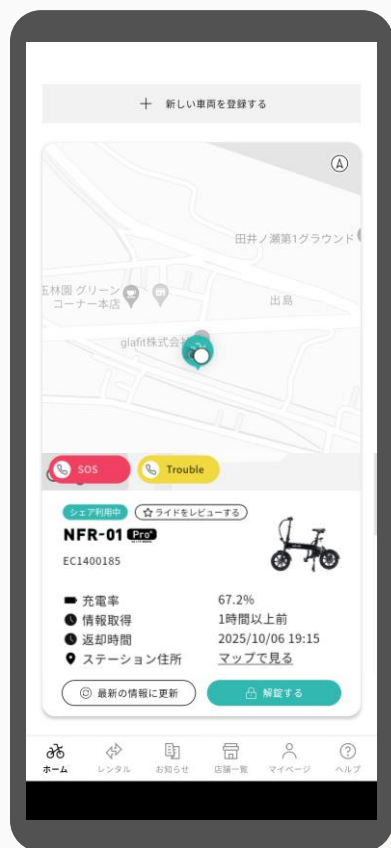 ＋ 新しい車両を登録する
A
田井ノ瀬第1グラウンド
玉林園 グリーン
コーナー本店
出島
glafit株式会社
SOS
Trouble
シェア利用中
☆ライドをレビューする
NFR-01 Pro
EC1400185
充電率 67.2%
情報取得 1時間以上前
返却時間 2025/10/06 19:15
ステーション住所 マップで見る
最新の情報に更新
解錠する
ホーム
レンタル
お知らせ
店舗一覧
マイページ
ヘルプ